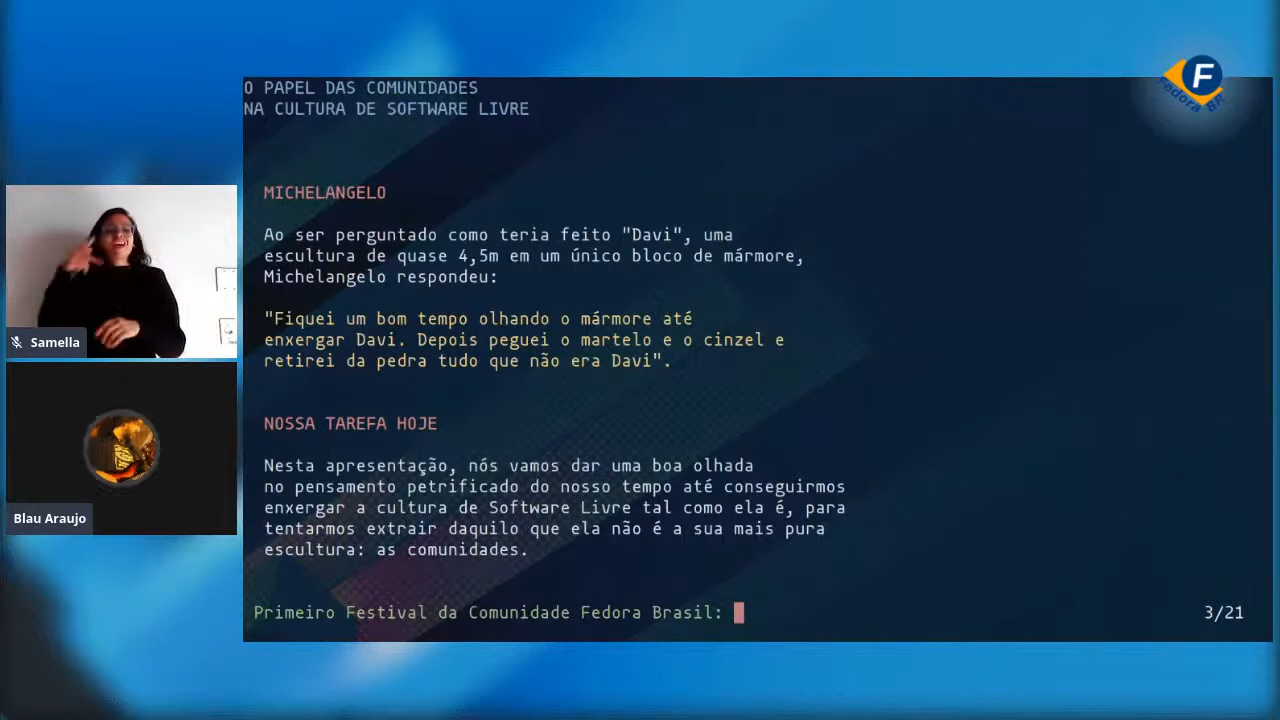 O PAPEL DAS COMUNIDADES
NA CULTURA DE SOFTWARE LIVRE
F
Fedora BR
MICHELANGELO
Ao ser perguntado como teria feito "Davi", uma
escultura de quase 4,5m em um único bloco de mármore,
Michelangelo respondeu:
"Fiquei um bom tempo olhando o mármore até
enxergar Davi. Depois peguei o martelo e o cinzel e
retirei da pedra tudo que não era Davi".
NOSSA TAREFA HOJE
Nesta apresentação, nós vamos dar uma boa olhada
no pensamento petrificado do nosso tempo até conseguirmos
enxergar a cultura de Software Livre tal como ela é, para
tentarmos extrair daquilo que ela não é a sua mais pura
escultura: as comunidades.
Primeiro Festival da Comunidade Fedora Brasil:
3/21
Samella
Blau Araujo